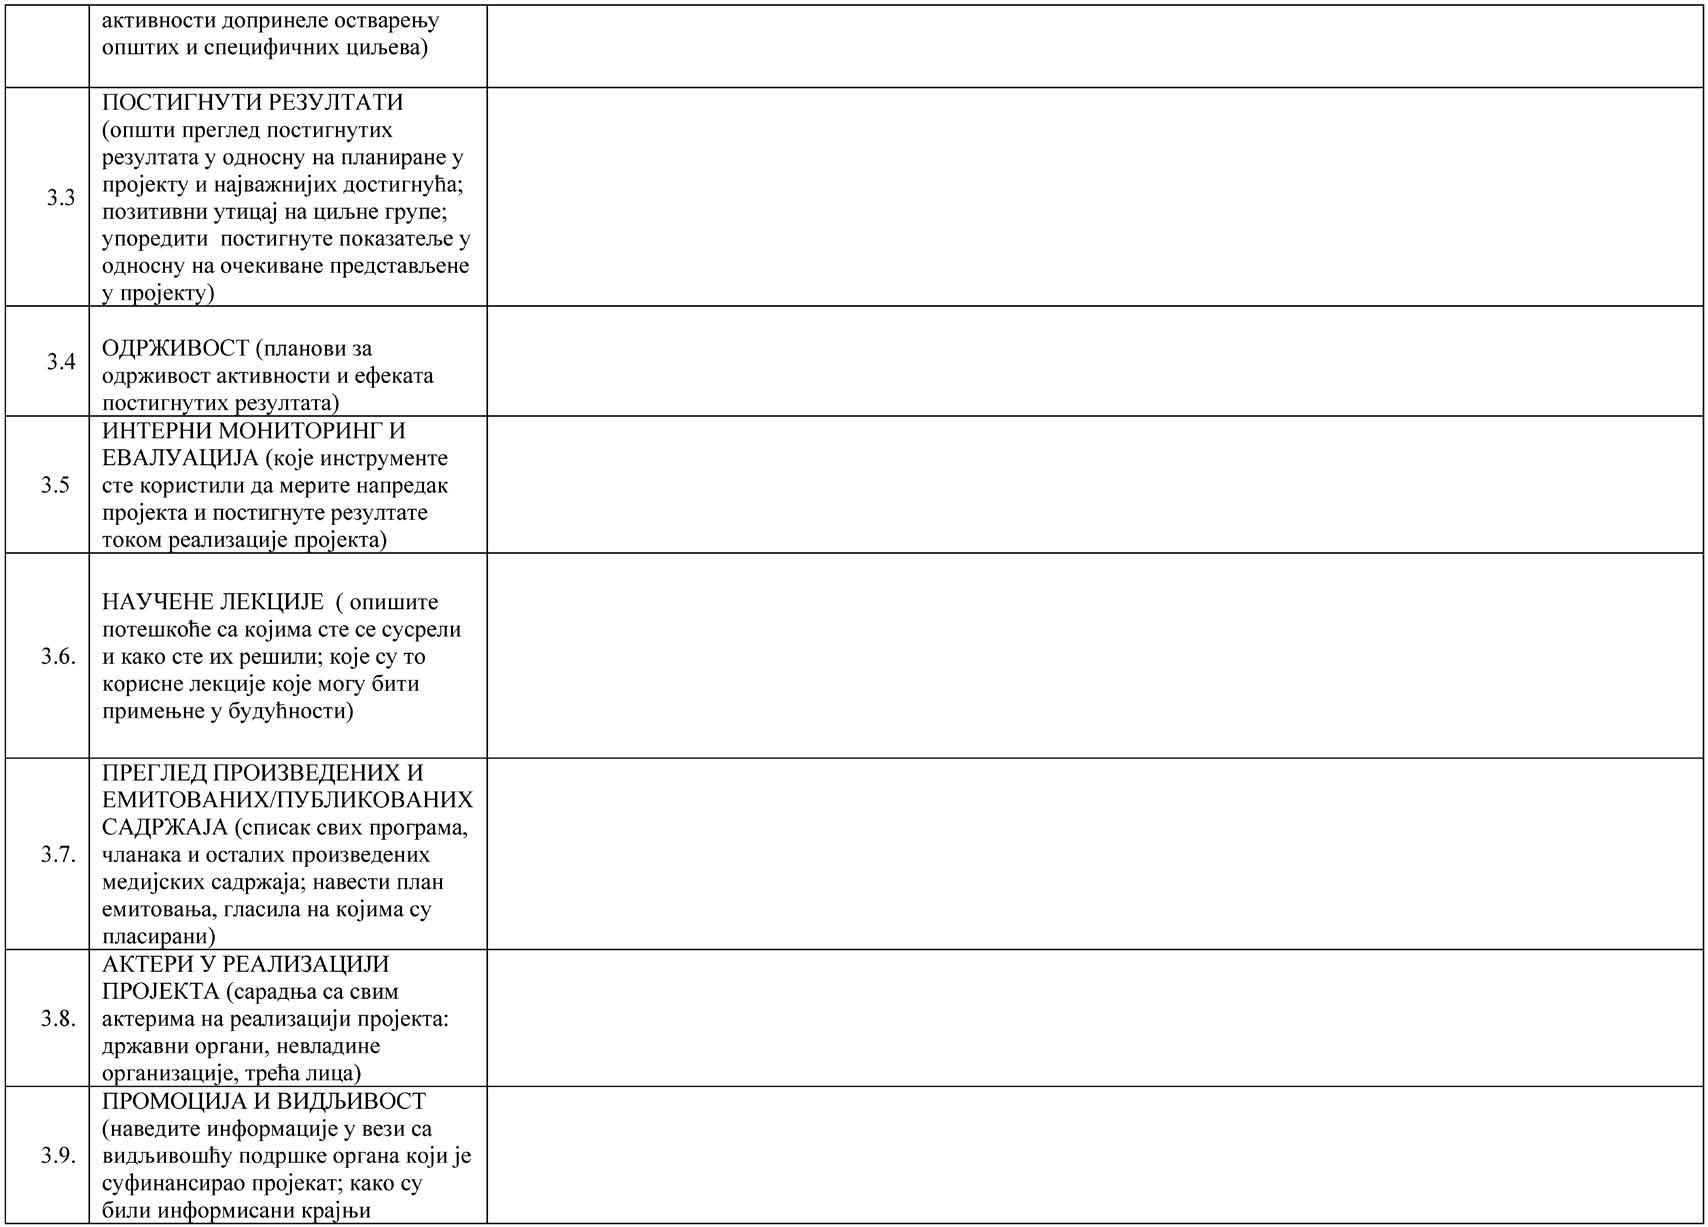 активности допринеле остварењу
општих и специфичних циљева)
ПОСТИГНУТИ РЕЗУЛТАТИ
(општи преглед постигнутих
резултата у односну на планиране у
пројекту и најважнијих достигнућа;
3.3
позитивни утицај на циљне групе;
упоредити  постигнуте показатеље у
односну на очекиване представљене
у пројекту)
3.4
ОДРЖИВОСТ (планови за
одрживост активности и ефеката
постигнутих резултата)
ИНТЕРНИ МОНИТОРИНГ И
ЕВАЛУАЦИЈА (које инструменте
3.5
сте користили да мерите напредак
пројекта и постигнуте резултате
током реализације пројекта)
НАУЧЕНЕ ЛЕКЦИЈЕ  ( опишите
потешкоће са којима сте се сусрели
3.6.
и како сте их решили; које су то
корисне лекције које могу бити
примењне у будућности)
ПРЕГЛЕД ПРОИЗВЕДЕНИХ И
ЕМИТОВАНИХ/ПУБЛИКОВАНИХ
САДРЖАЈА (списак свих програма,
3.7.
чланака и осталих произведених
медијских садржаја; навести план
емитовања, гласила на којима су
пласирани)
АКТЕРИ У РЕАЛИЗАЦИЈИ
ПРОЈЕКТА (сарадња са свим
3.8.
актерима на реализацији пројекта:
државни органи, невладине
организације, трећа лица)
ПРОМОЦИЈА И ВИДЉИВОСТ
(наведите информације у вези са
3.9.
видљивошћу подршке органа који је
суфинансирао пројекат; како су
били информисани крајњи